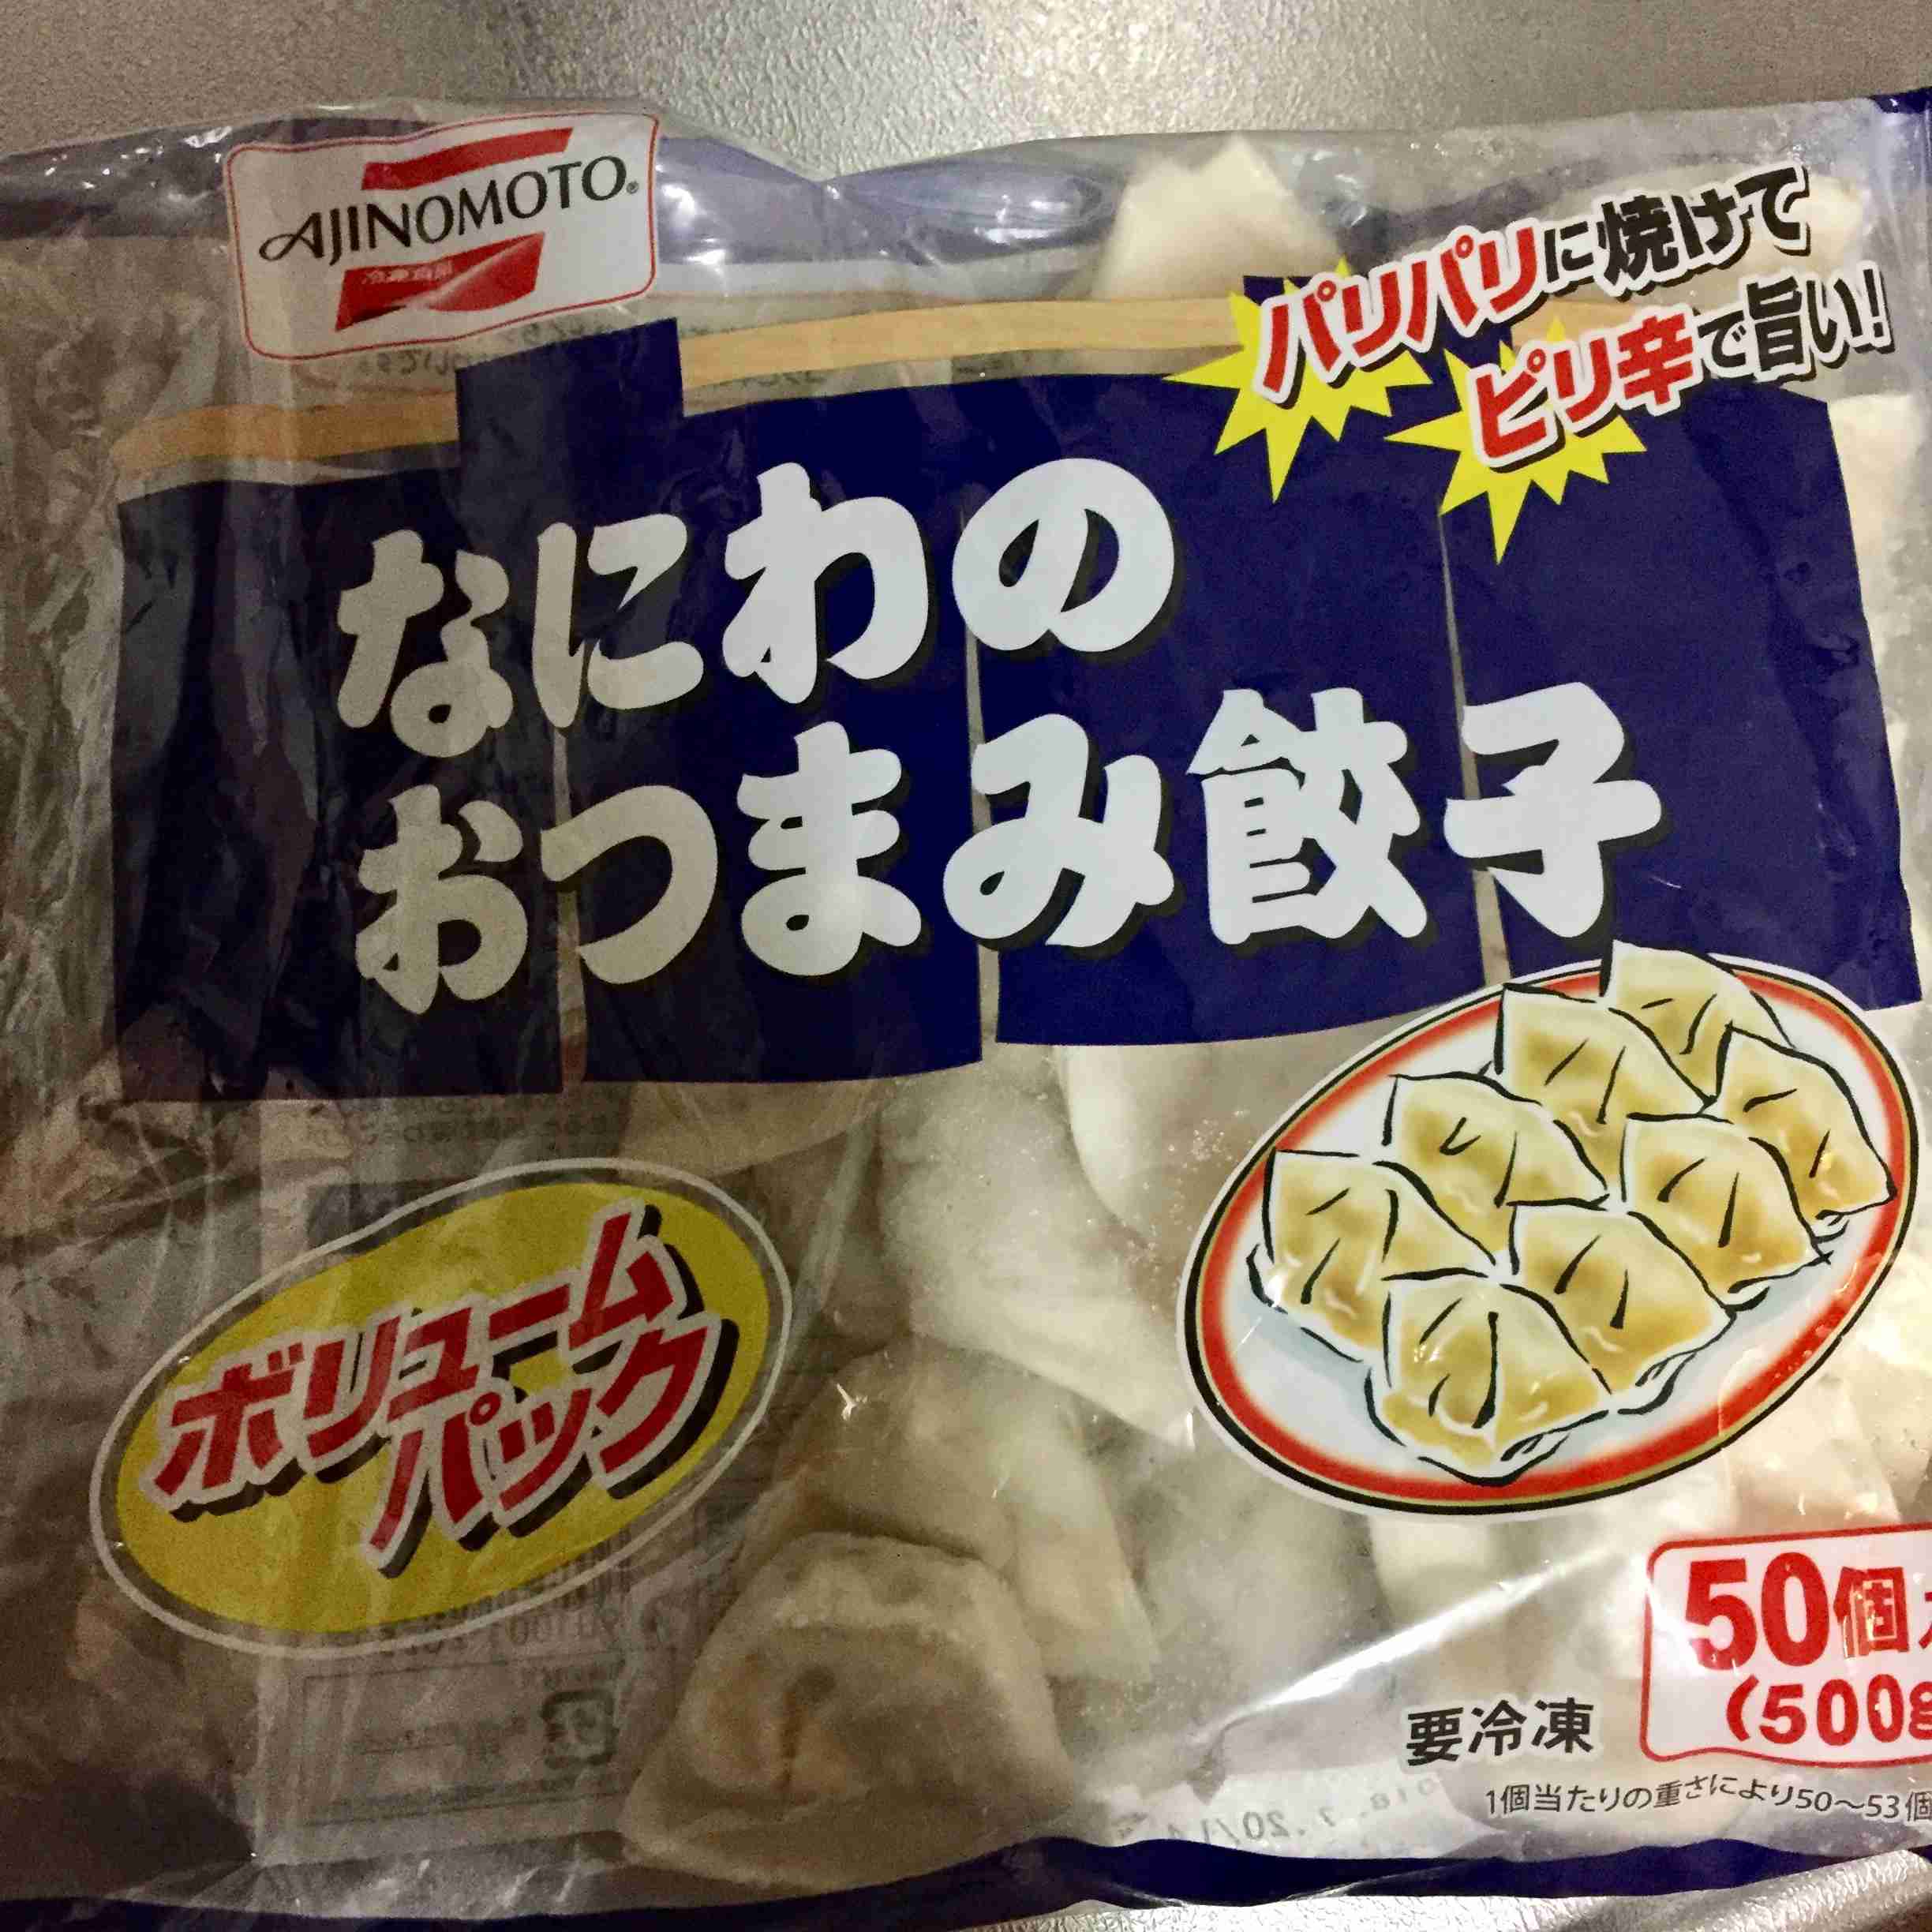 AJINOMOTO®
パリパリに焼けて
ピリ辛で旨い!
なにわの
おつまみ餃子
ボリューム
パック
50個
(500g
要冷凍
1個当たりの重さにより50〜53個